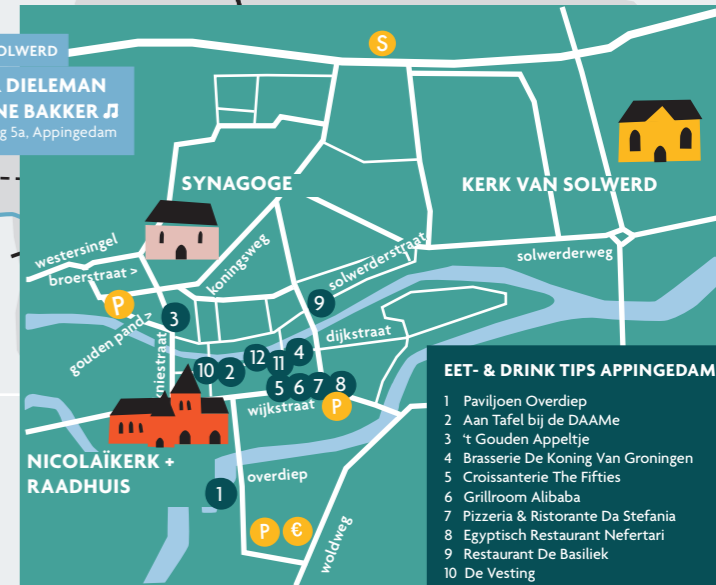 OLWERD
DIELEMAN
NE BAKKER ♫
g 5a, Appingedam
S
SYNAGOGE
KERK VAN SOLWERD
westersingel
broerstraat >
koningsweg
solwerderstraat
solwerderweg
P
gouden pand >
3
9
dijkstraat
niestraat
10
2
12
11
4
5
6
7
8
wijkstraat
P
NICOLAÏKERK +
RAADHUIS
1
overdiep
P
€
woldweg
EET- & DRINK TIPS APPINGEDAM
1 Paviljoen Overdiep
2 Aan Tafel bij de DAAMe
3 ‘t Gouden Appeltje
4 Brasserie De Koning Van Groningen
5 Croissanterie The Fifties
6 Grillroom Alibaba
7 Pizzeria & Ristorante Da Stefania
8 Egyptisch Restaurant Nefertari
9 Restaurant De Basiliek
10 De Vesting